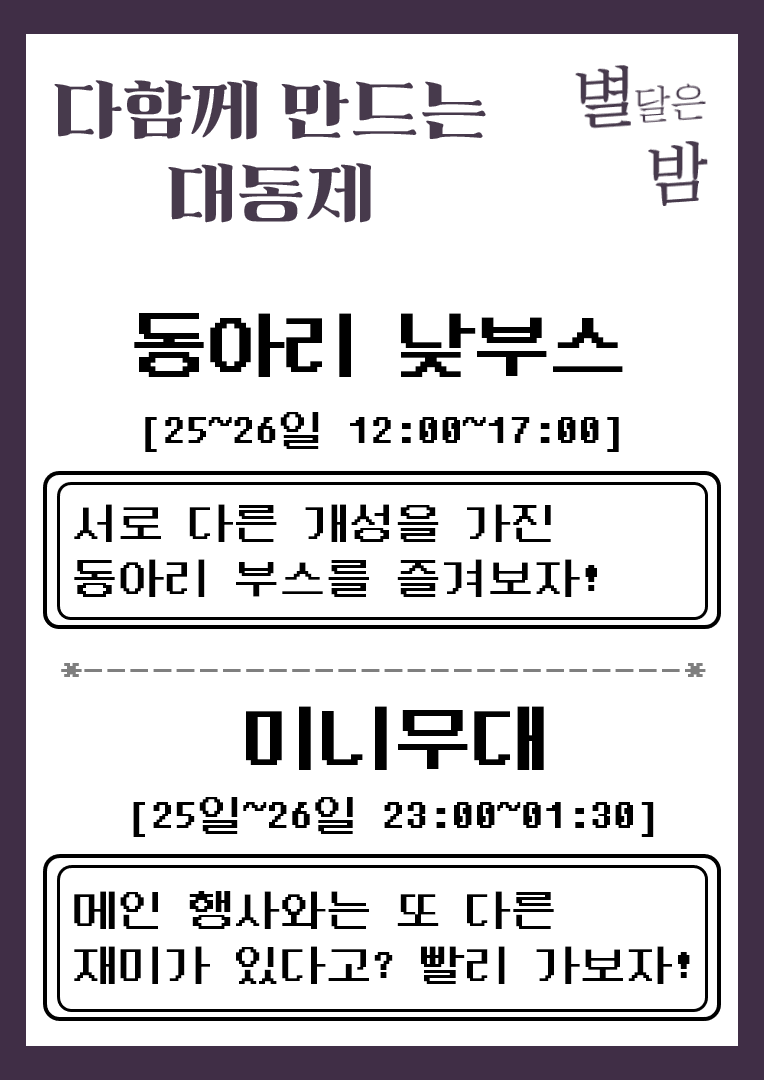 다함께 만드는
대동제
별달은
밤
동아리 낮부스
[25~26일 12:00~17:00]
서로 다른 개성을 가진
동아리 부스를 즐겨보자!
*---------------------------*
미니무대
[25일~26일 23:00~01:30]
메인 행사와는 또 다른
재미가 있다고? 빨리 가보자!